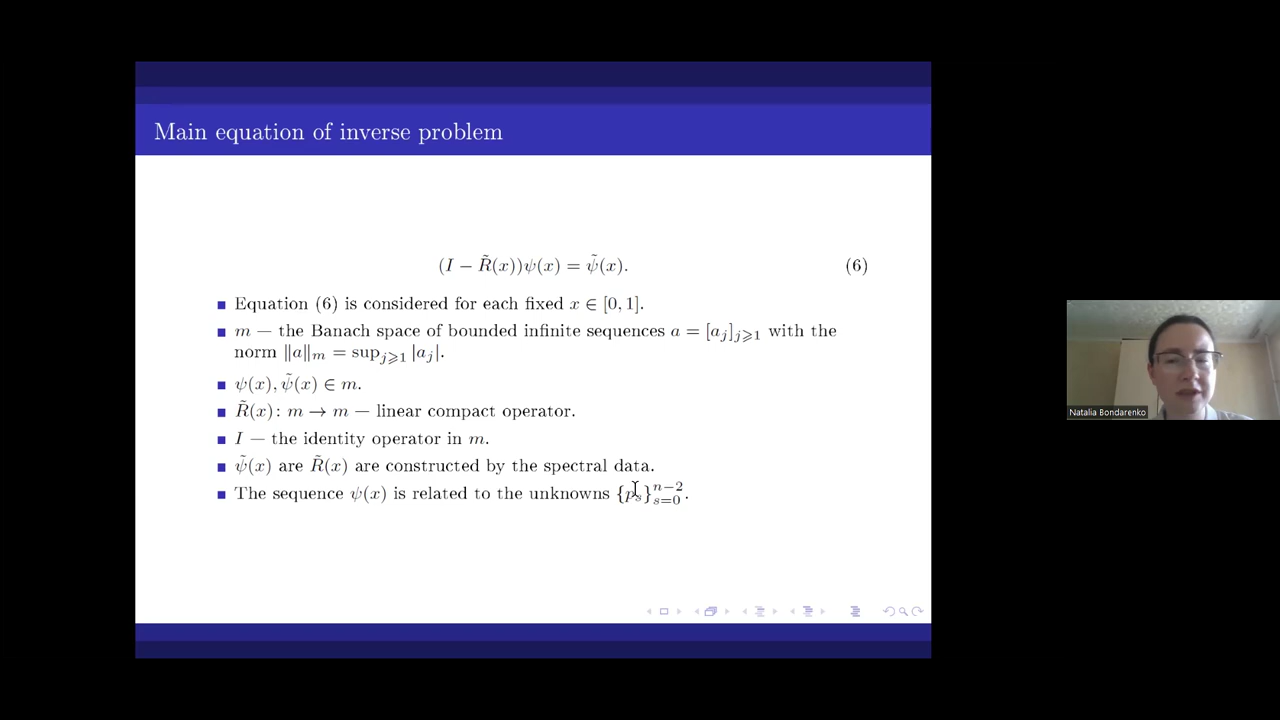 Main equation of inverse problem
(I − R̃(x))ψ(x) = ψ̃(x). (6)
Equation (6) is considered for each fixed x ∈ [0, 1].
m — the Banach space of bounded infinite sequences a = [a_j]_{j⩾1} with the
norm ‖a‖_m = sup_{j⩾1} |a_j|.
ψ(x), ψ̃(x) ∈ m.
R̃(x): m → m — linear compact operator.
I — the identity operator in m.
ψ̃(x) are R̃(x) are constructed by the spectral data.
The sequence ψ(x) is related to the unknowns {p_s}_{s=0}^{n−2}.
Natalia Bondarenko